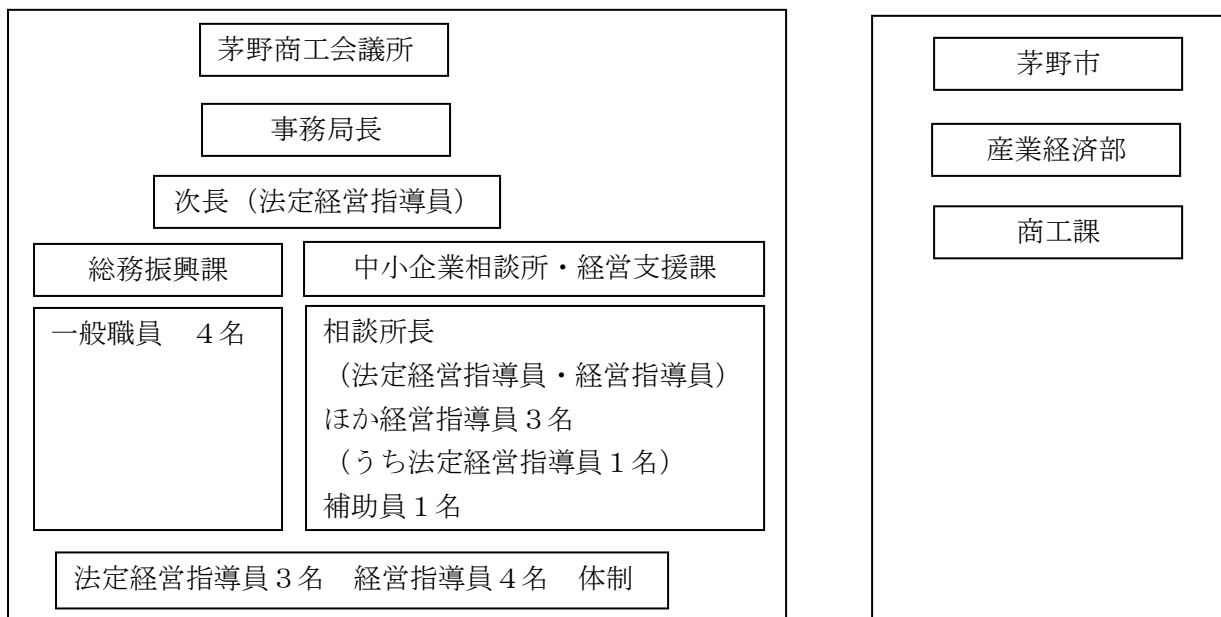 茅野商工会議所
事務局長
次長（法定経営指導員）
総務振興課
一般職員　４名
中小企業相談所・経営支援課
相談所長
（法定経営指導員・経営指導員）
ほか経営指導員３名
（うち法定経営指導員１名）
補助員１名
法定経営指導員３名　経営指導員４名　体制
茅野市
産業経済部
商工課